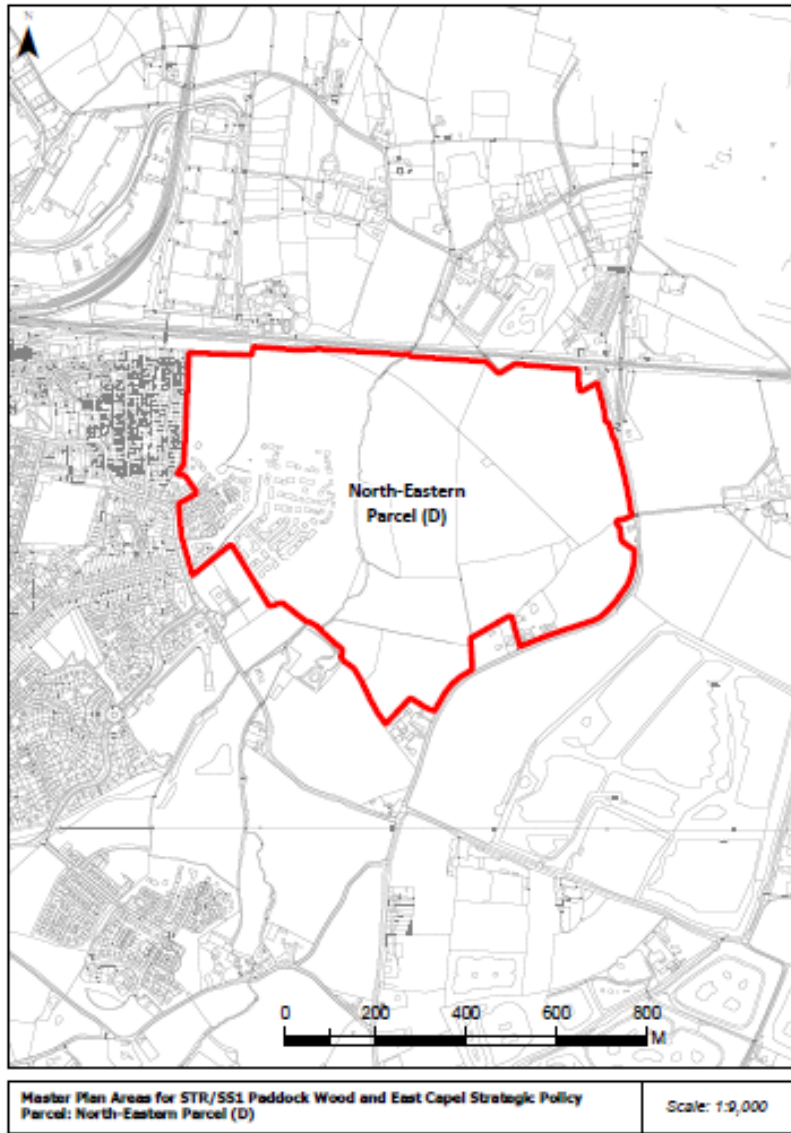 N
North-Eastern
Parcel (D)
0 200 400 600 800
M
Master Plan Areas for STR/SS1 Paddock Wood and East Capel Strategic Policy
Parcel: North-Eastern Parcel (D)
Scale: 1:9,000